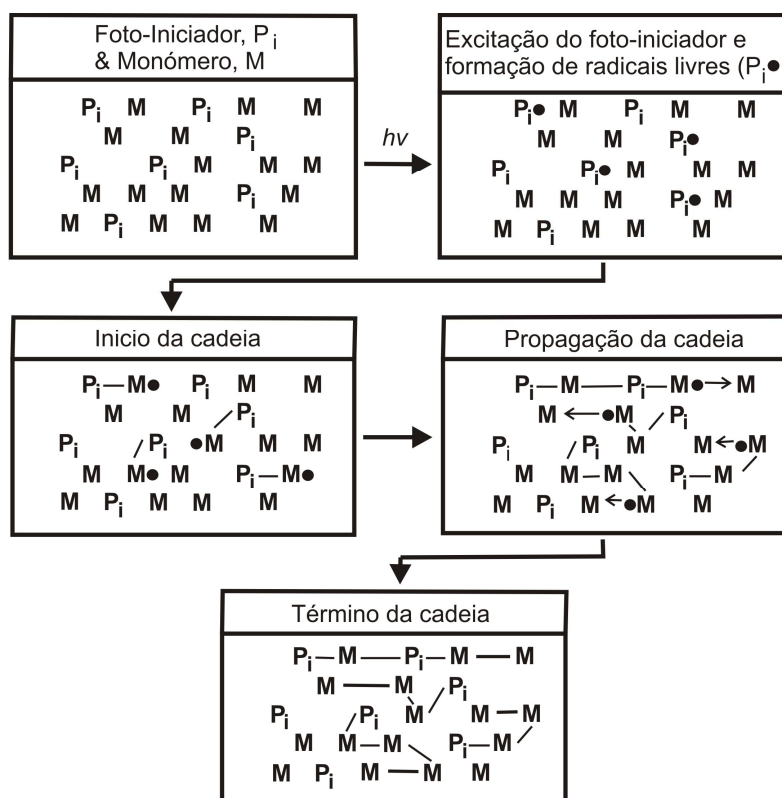 Foto-Iniciador, Pi
& Monómero, M
Pi M Pi M M
M M Pi
Pi Pi M M M
M M M Pi M
M Pi M M M
hv
Excitação do foto-iniciador e
formação de radicais livres (Pi●
Pi● M Pi M M
M M Pi●
Pi Pi● M M M
M M M Pi● M
M Pi M M M
Inicio da cadeia
Pi—M● Pi M M
M M Pi
Pi Pi ●M M M
M M● M Pi—M●
M Pi M M M
Propagação da cadeia
Pi—M—Pi—M●→M
M ←●M Pi
Pi Pi M M←●M
M M—M Pi—M
M Pi M←●M M
Término da cadeia
Pi—M—Pi—M—M
M—M Pi
Pi Pi M M—M
M M—M Pi—M
M Pi M—M M